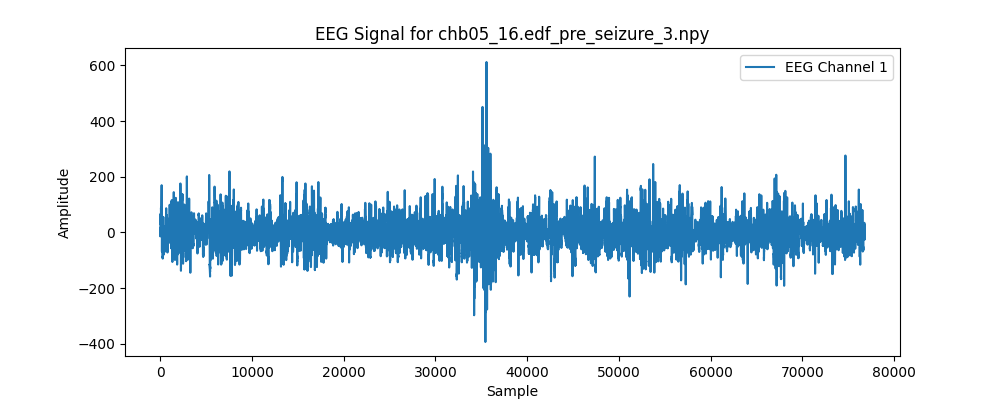 EEG Signal for chb05_16.edf_pre_seizure_3.npy
EEG Channel 1
Amplitude
600
400
200
0
−200
−400
0 10000 20000 30000 40000 50000 60000 70000 80000
Sample